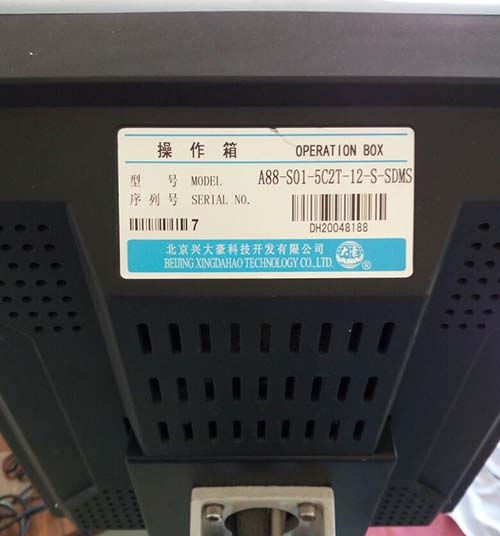 操作箱 OPERATION BOX
型 号 MODEL A88-S01-5C2T-12-S-SDMS
序列号 SERIAL NO.
7 DH20048188
北京兴大豪科技开发有限公司
BEIJING XINGDAHAO TECHNOLOGY CO., LTD. ®